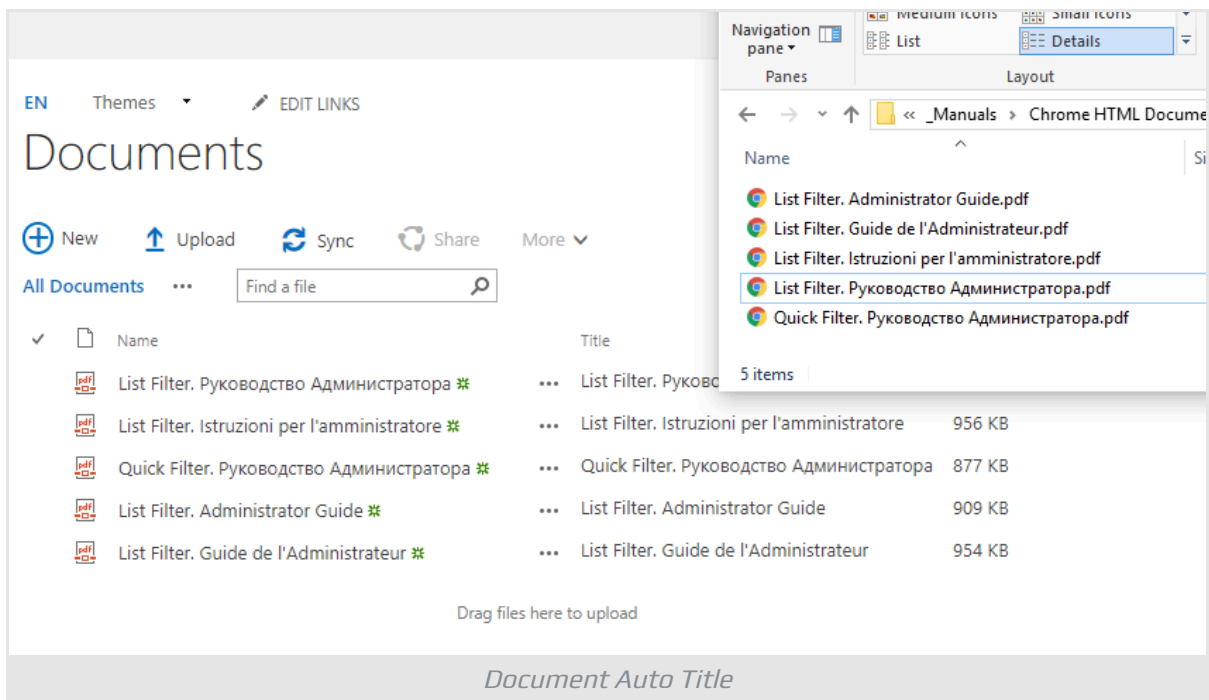 Medium icons Small icons
Navigation
pane
List Details
Panes Layout
EN Themes EDIT LINKS
« _Manuals > Chrome HTML Docume
Documents
Name Si
List Filter. Administrator Guide.pdf
List Filter. Guide de l'Administrateur.pdf
List Filter. Istruzioni per l'amministratore.pdf
List Filter. Руководство Администратора.pdf
Quick Filter. Руководство Администратора.pdf
5 items
New Upload Sync Share More
All Documents ... Find a file
Name Title
List Filter. Руководство Администратора ... List Filter. Руково
List Filter. Istruzioni per l'amministratore ... List Filter. Istruzioni per l'amministratore 956 KB
Quick Filter. Руководство Администратора ... Quick Filter. Руководство Администратора 877 KB
List Filter. Administrator Guide ... List Filter. Administrator Guide 909 KB
List Filter. Guide de l'Administrateur ... List Filter. Guide de l'Administrateur 954 KB
Drag files here to upload
Document Auto Title